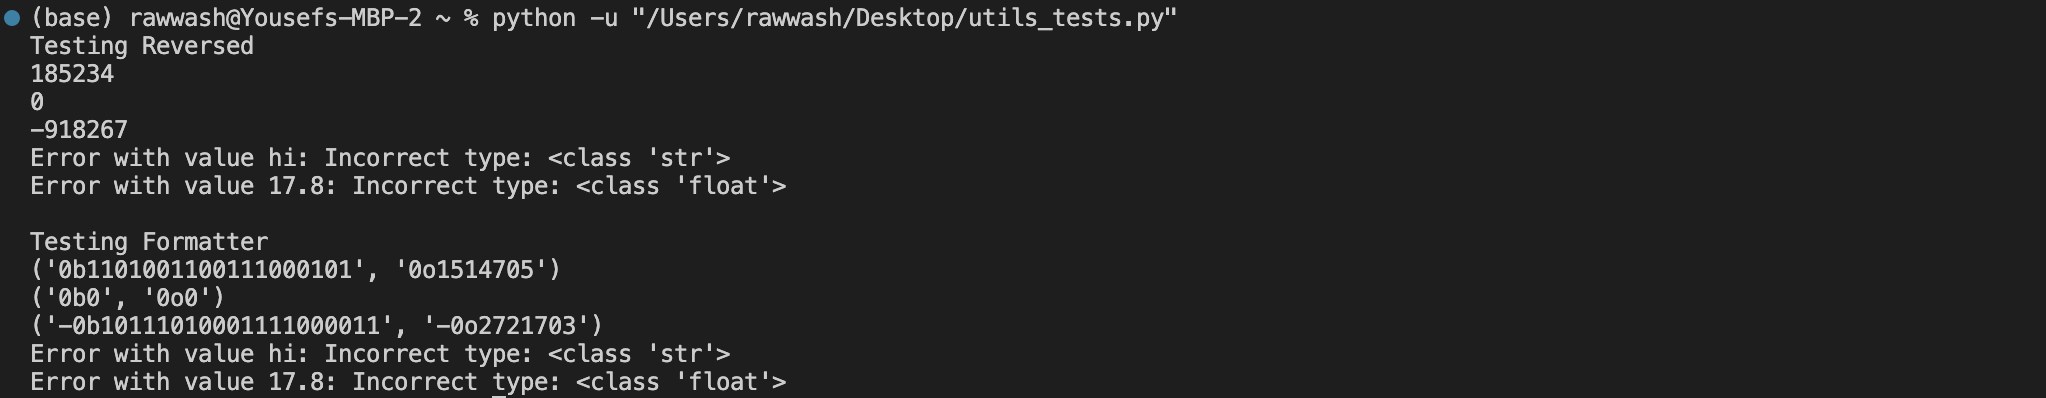 (base) rawwash@Yousefs-MBP-2 ~ % python -u "/Users/rawwash/Desktop/utils_tests.py"
Testing Reversed
185234
0
-918267
Error with value hi: Incorrect type: <class 'str'>
Error with value 17.8: Incorrect type: <class 'float'>

Testing Formatter
('0b1101001100111000101', '0o1514705')
('0b0', '0o0')
('-0b10111010001111000011', '-0o2721703')
Error with value hi: Incorrect type: <class 'str'>
Error with value 17.8: Incorrect type: <class 'float'>